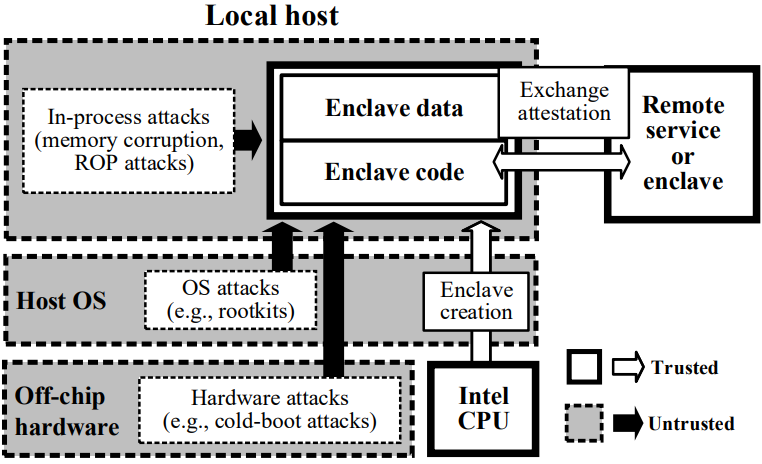 Local host
In-process attacks
(memory corruption,
ROP attacks)
Enclave data
Enclave code
Exchange
attestation
Remote
service
or
enclave
Host OS
OS attacks
(e.g., rootkits)
Enclave
creation
Off-chip
hardware
Hardware attacks
(e.g., cold-boot attacks)
Intel
CPU
Trusted
Untrusted